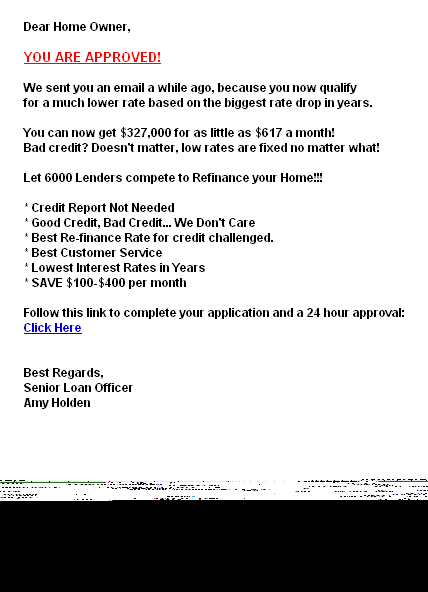 Dear Home Owner,
YOU ARE APPROVED!
We sent you an email a while ago, because you now qualify
for a much lower rate based on the biggest rate drop in years.
You can now get $327,000 for as little as $617 a month!
Bad credit? Doesn't matter, low rates are fixed no matter what!
Let 6000 Lenders compete to Refinance your Home!!!
* Credit Report Not Needed
* Good Credit, Bad Credit... We Don't Care
* Best Re-finance Rate for credit challenged.
* Best Customer Service
* Lowest Interest Rates in Years
* SAVE $100-$400 per month
Follow this link to complete your application and a 24 hour approval:
Click Here
Best Regards,
Senior Loan Officer
Amy Holden